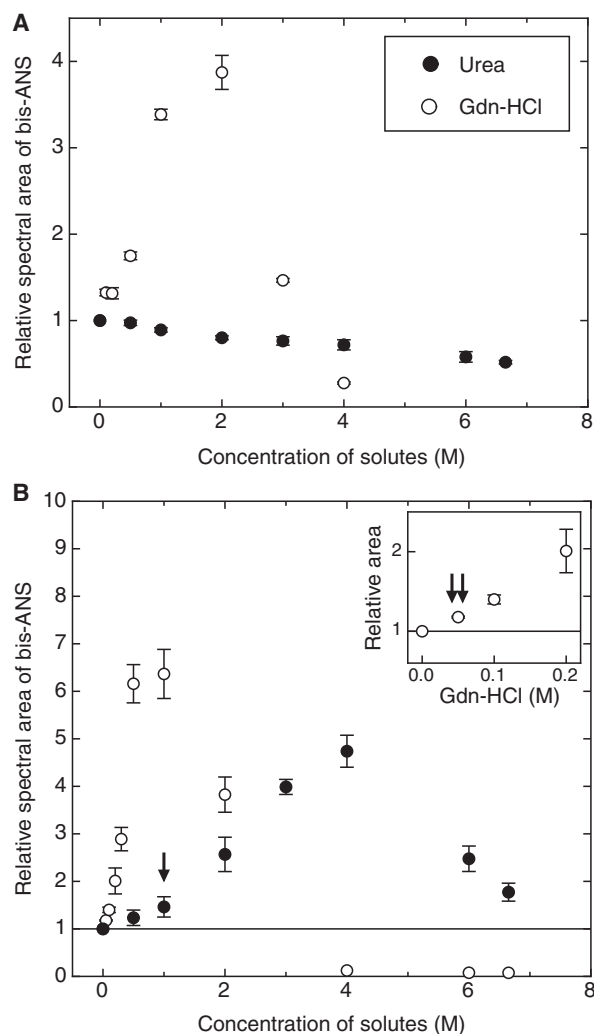 A
Relative spectral area of bis-ANS
4
3
2
1
0
Urea
Gdn-HCl
0 2 4 6 8
Concentration of solutes (M)
B
Relative spectral area of bis-ANS
10
9
8
7
6
5
4
3
2
1
0
Relative area
2
1
0.0 0.1 0.2
Gdn-HCl (M)
0 2 4 6 8
Concentration of solutes (M)